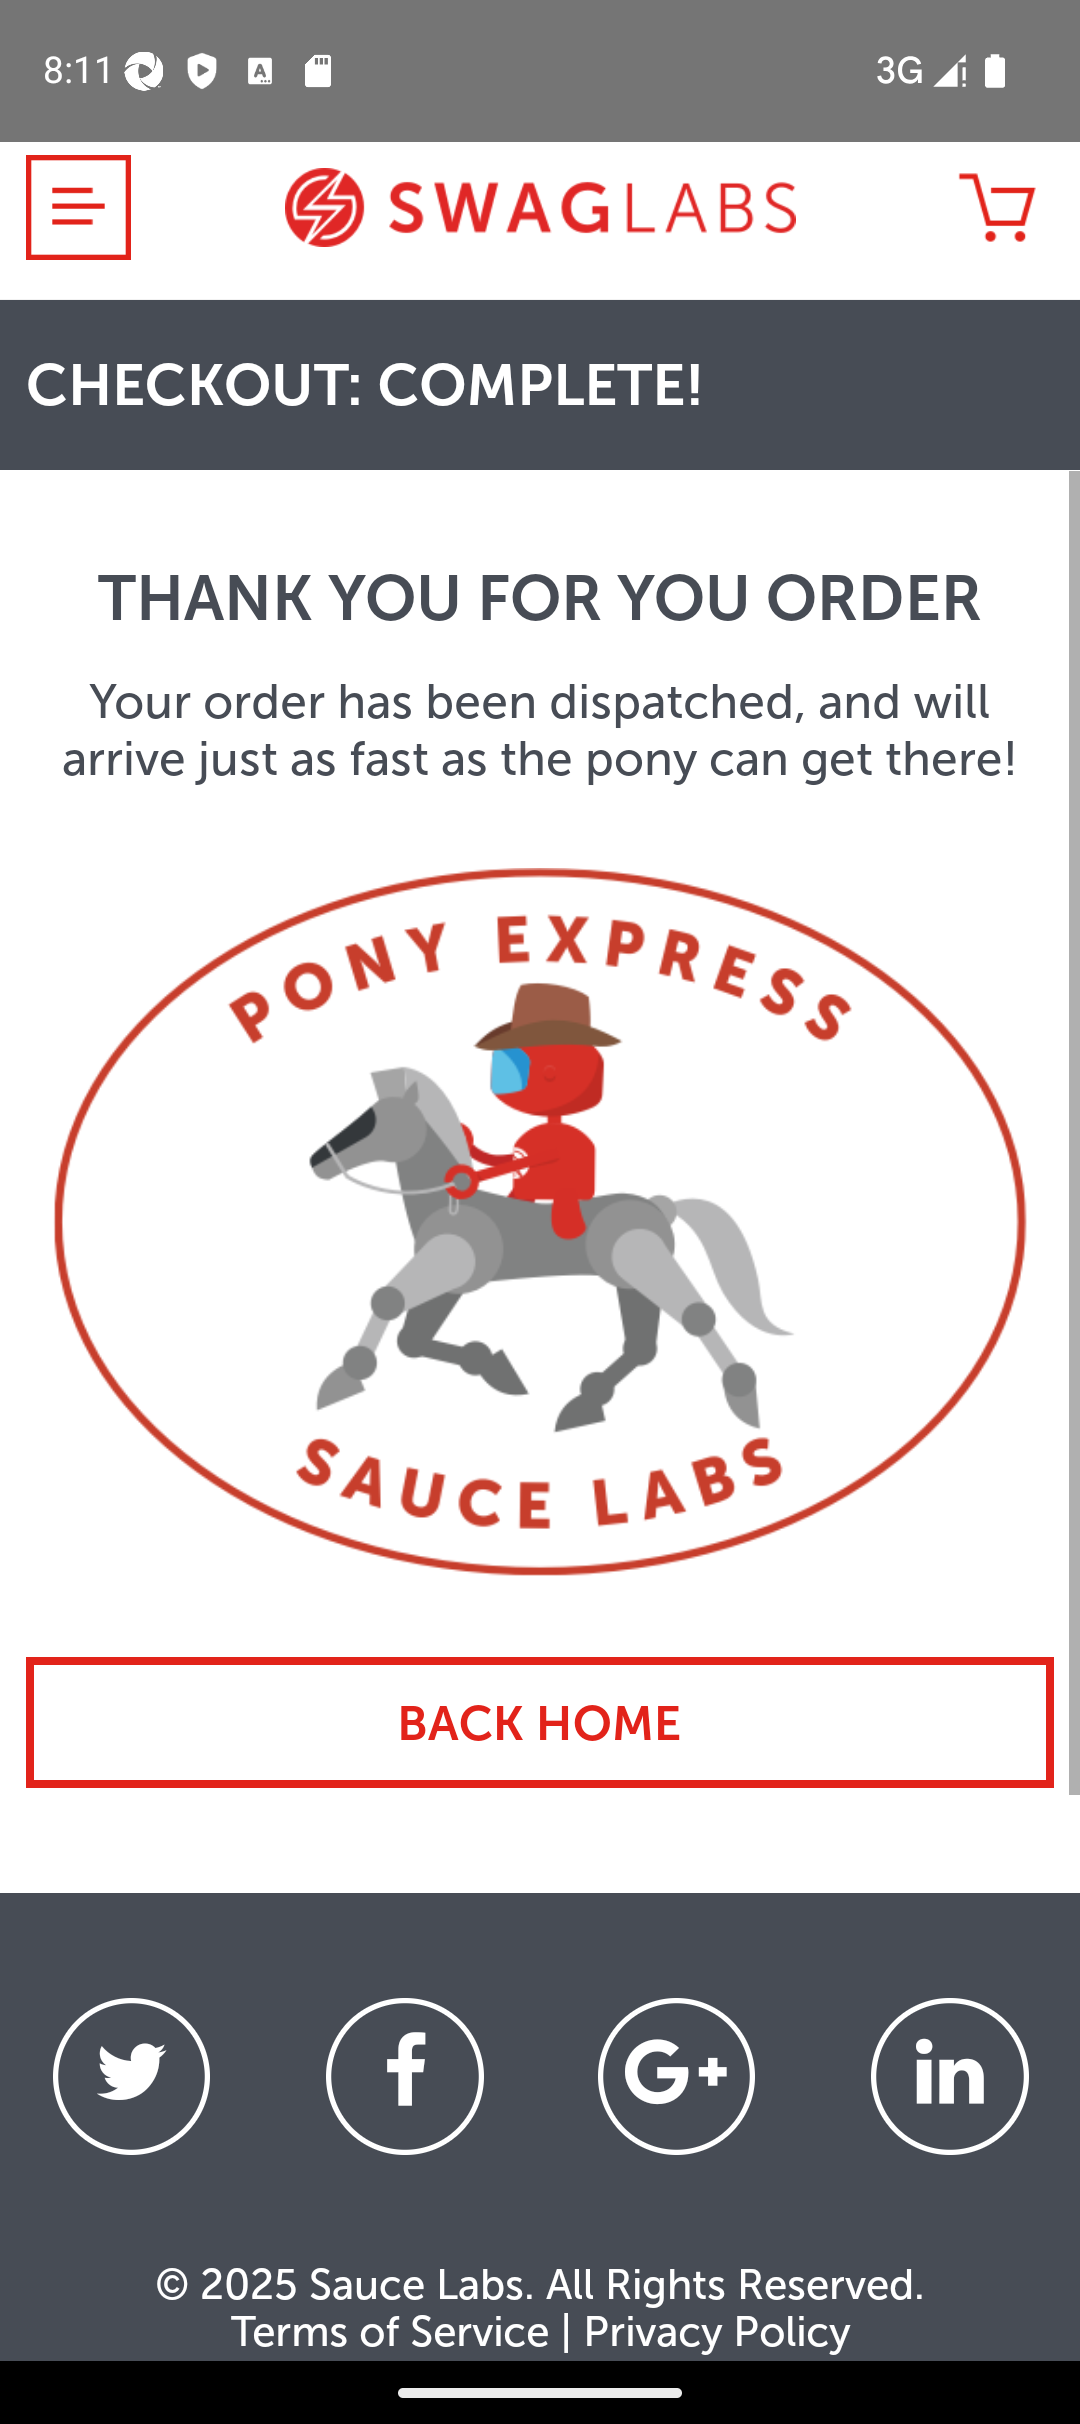 8:11
3G
SWAGLABS
CHECKOUT: COMPLETE!
THANK YOU FOR YOU ORDER
Your order has been dispatched, and will
arrive just as fast as the pony can get there!
PONY EXPRESS
SAUCE LABS
BACK HOME
© 2025 Sauce Labs. All Rights Reserved.
Terms of Service | Privacy Policy